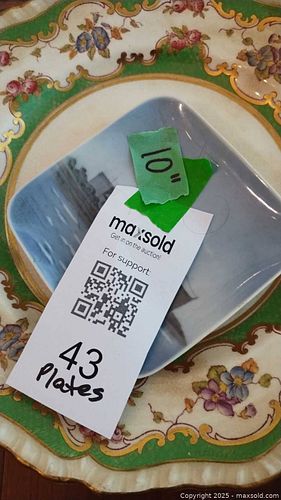 10"
maxsold
Get in on the auction!
For support:
43
Plates
Copyright 2025 - maxsold.com